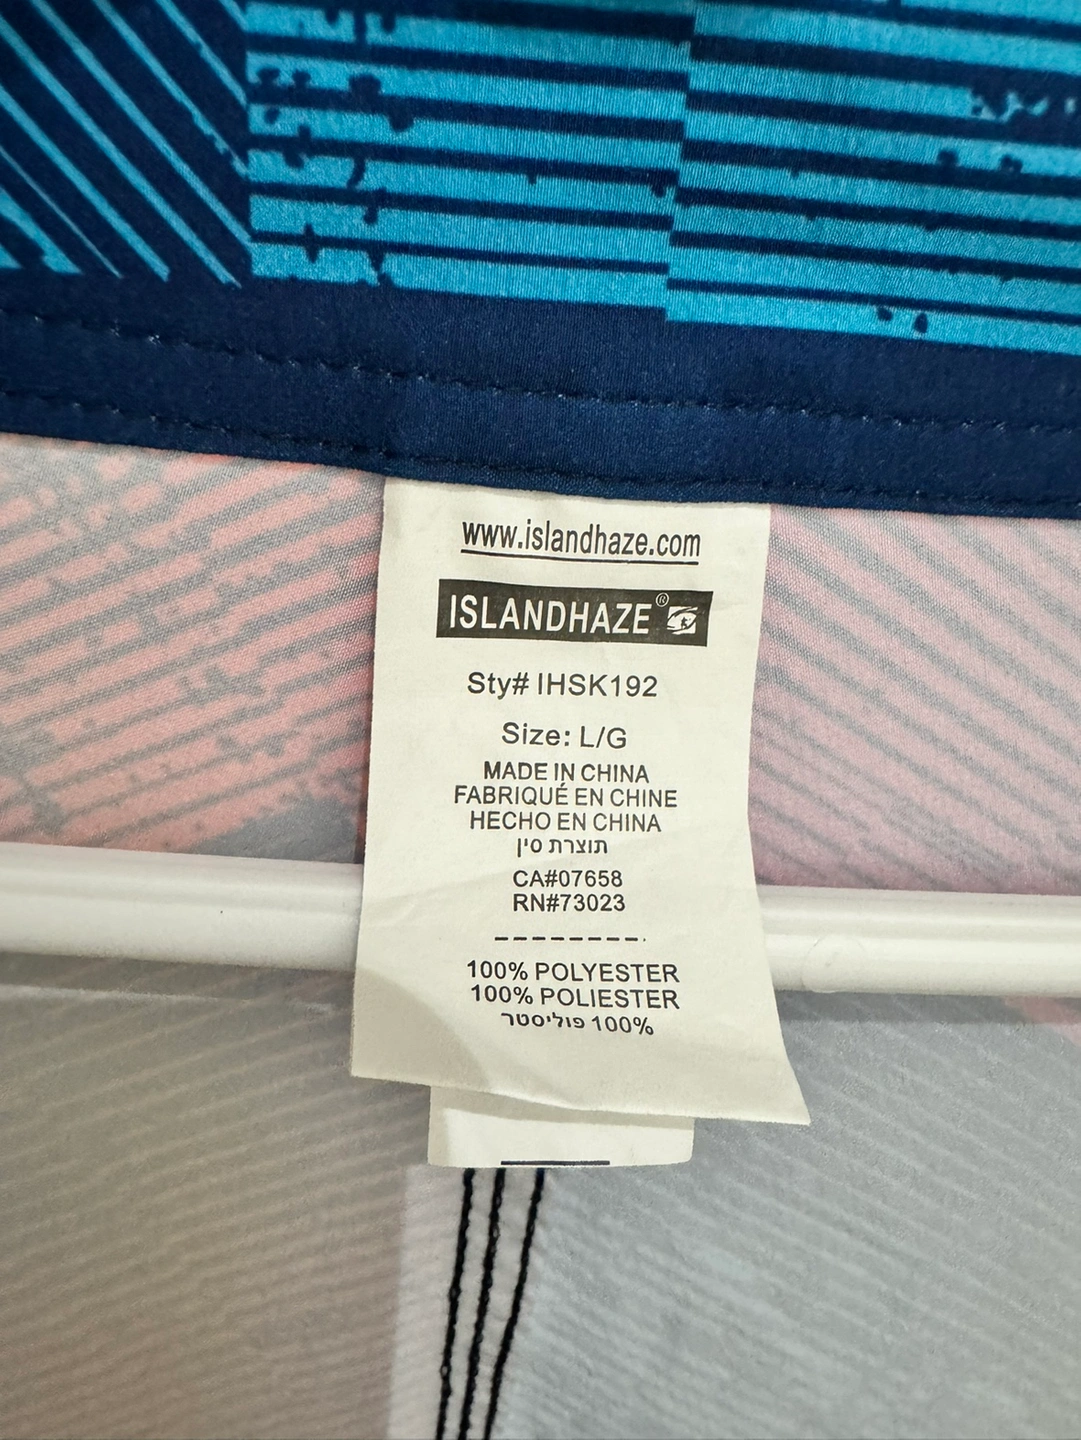 www.islandhaze.com
ISLANDHAZE®
Sty# IHSK192
Size: L/G
MADE IN CHINA
FABRIQUÉ EN CHINE
HECHO EN CHINA
תוצרת סין
CA#07658
RN#73023
100% POLYESTER
100% POLIESTER
100% פוליסטר